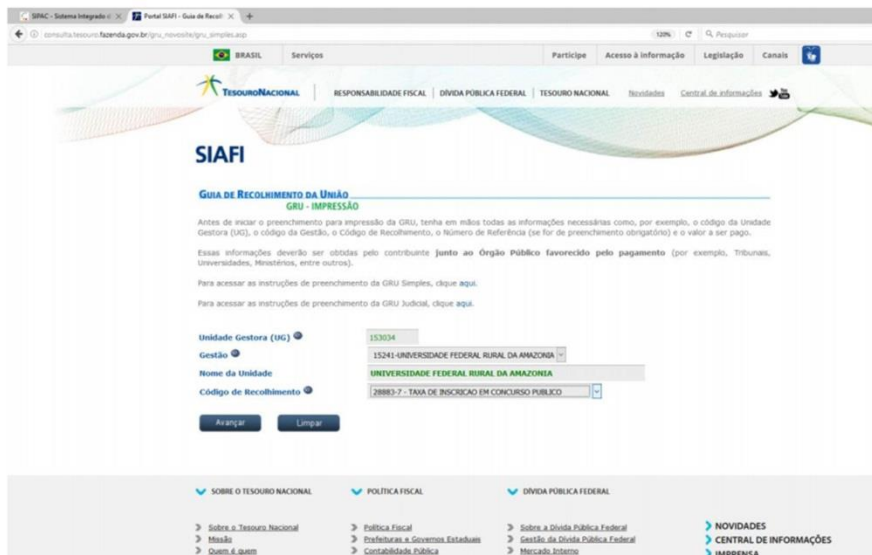 SIPAC - Sistema Integrado d
Portal SIAFI - Guia de Recolh
consulta.tesouro.fazenda.gov.br/gru_novosite/gru_simples.asp
120%
Pesquisar
BRASIL
Serviços
Participe
Acesso à informação
Legislação
Canais
TESOURONACIONAL
RESPONSABILIDADE FISCAL
DÍVIDA PÚBLICA FEDERAL
TESOURO NACIONAL
Novidades
Central de informações
SIAFI
GUIA DE RECOLHIMENTO DA UNIÃO
GRU - IMPRESSÃO
Antes de iniciar o preenchimento para impressão da GRU, tenha em mãos todas as informações necessárias como, por exemplo, o código da Unidade
Gestora (UG), o código da Gestão, o Código de Recolhimento, o Número de Referência (se for de preenchimento obrigatório) e o valor a ser pago.
Essas informações deverão ser obtidas pelo contribuinte junto ao Órgão Público favorecido pelo pagamento (por exemplo, Tribunais,
Universidades, Ministérios, entre outros).
Para acessar as instruções de preenchimento da GRU Simples, clique aqui.
Para acessar as instruções de preenchimento da GRU Judicial, clique aqui.
Unidade Gestora (UG)
153034
Gestão
15241-UNIVERSIDADE FEDERAL RURAL DA AMAZONIA
Nome da Unidade
UNIVERSIDADE FEDERAL RURAL DA AMAZONIA
Código de Recolhimento
28883-7 - TAXA DE INSCRICAO EM CONCURSO PUBLICO
Avançar
Limpar
SOBRE O TESOURO NACIONAL
POLÍTICA FISCAL
DÍVIDA PÚBLICA FEDERAL
Sobre o Tesouro Nacional
Política Fiscal
Sobre a Dívida Pública Federal
NOVIDADES
Missão
Prefeituras e Governos Estaduais
Gestão da Dívida Pública Federal
CENTRAL DE INFORMAÇÕES
Quem é quem
Contabilidade Pública
Mercado Interno
IMPRENSA